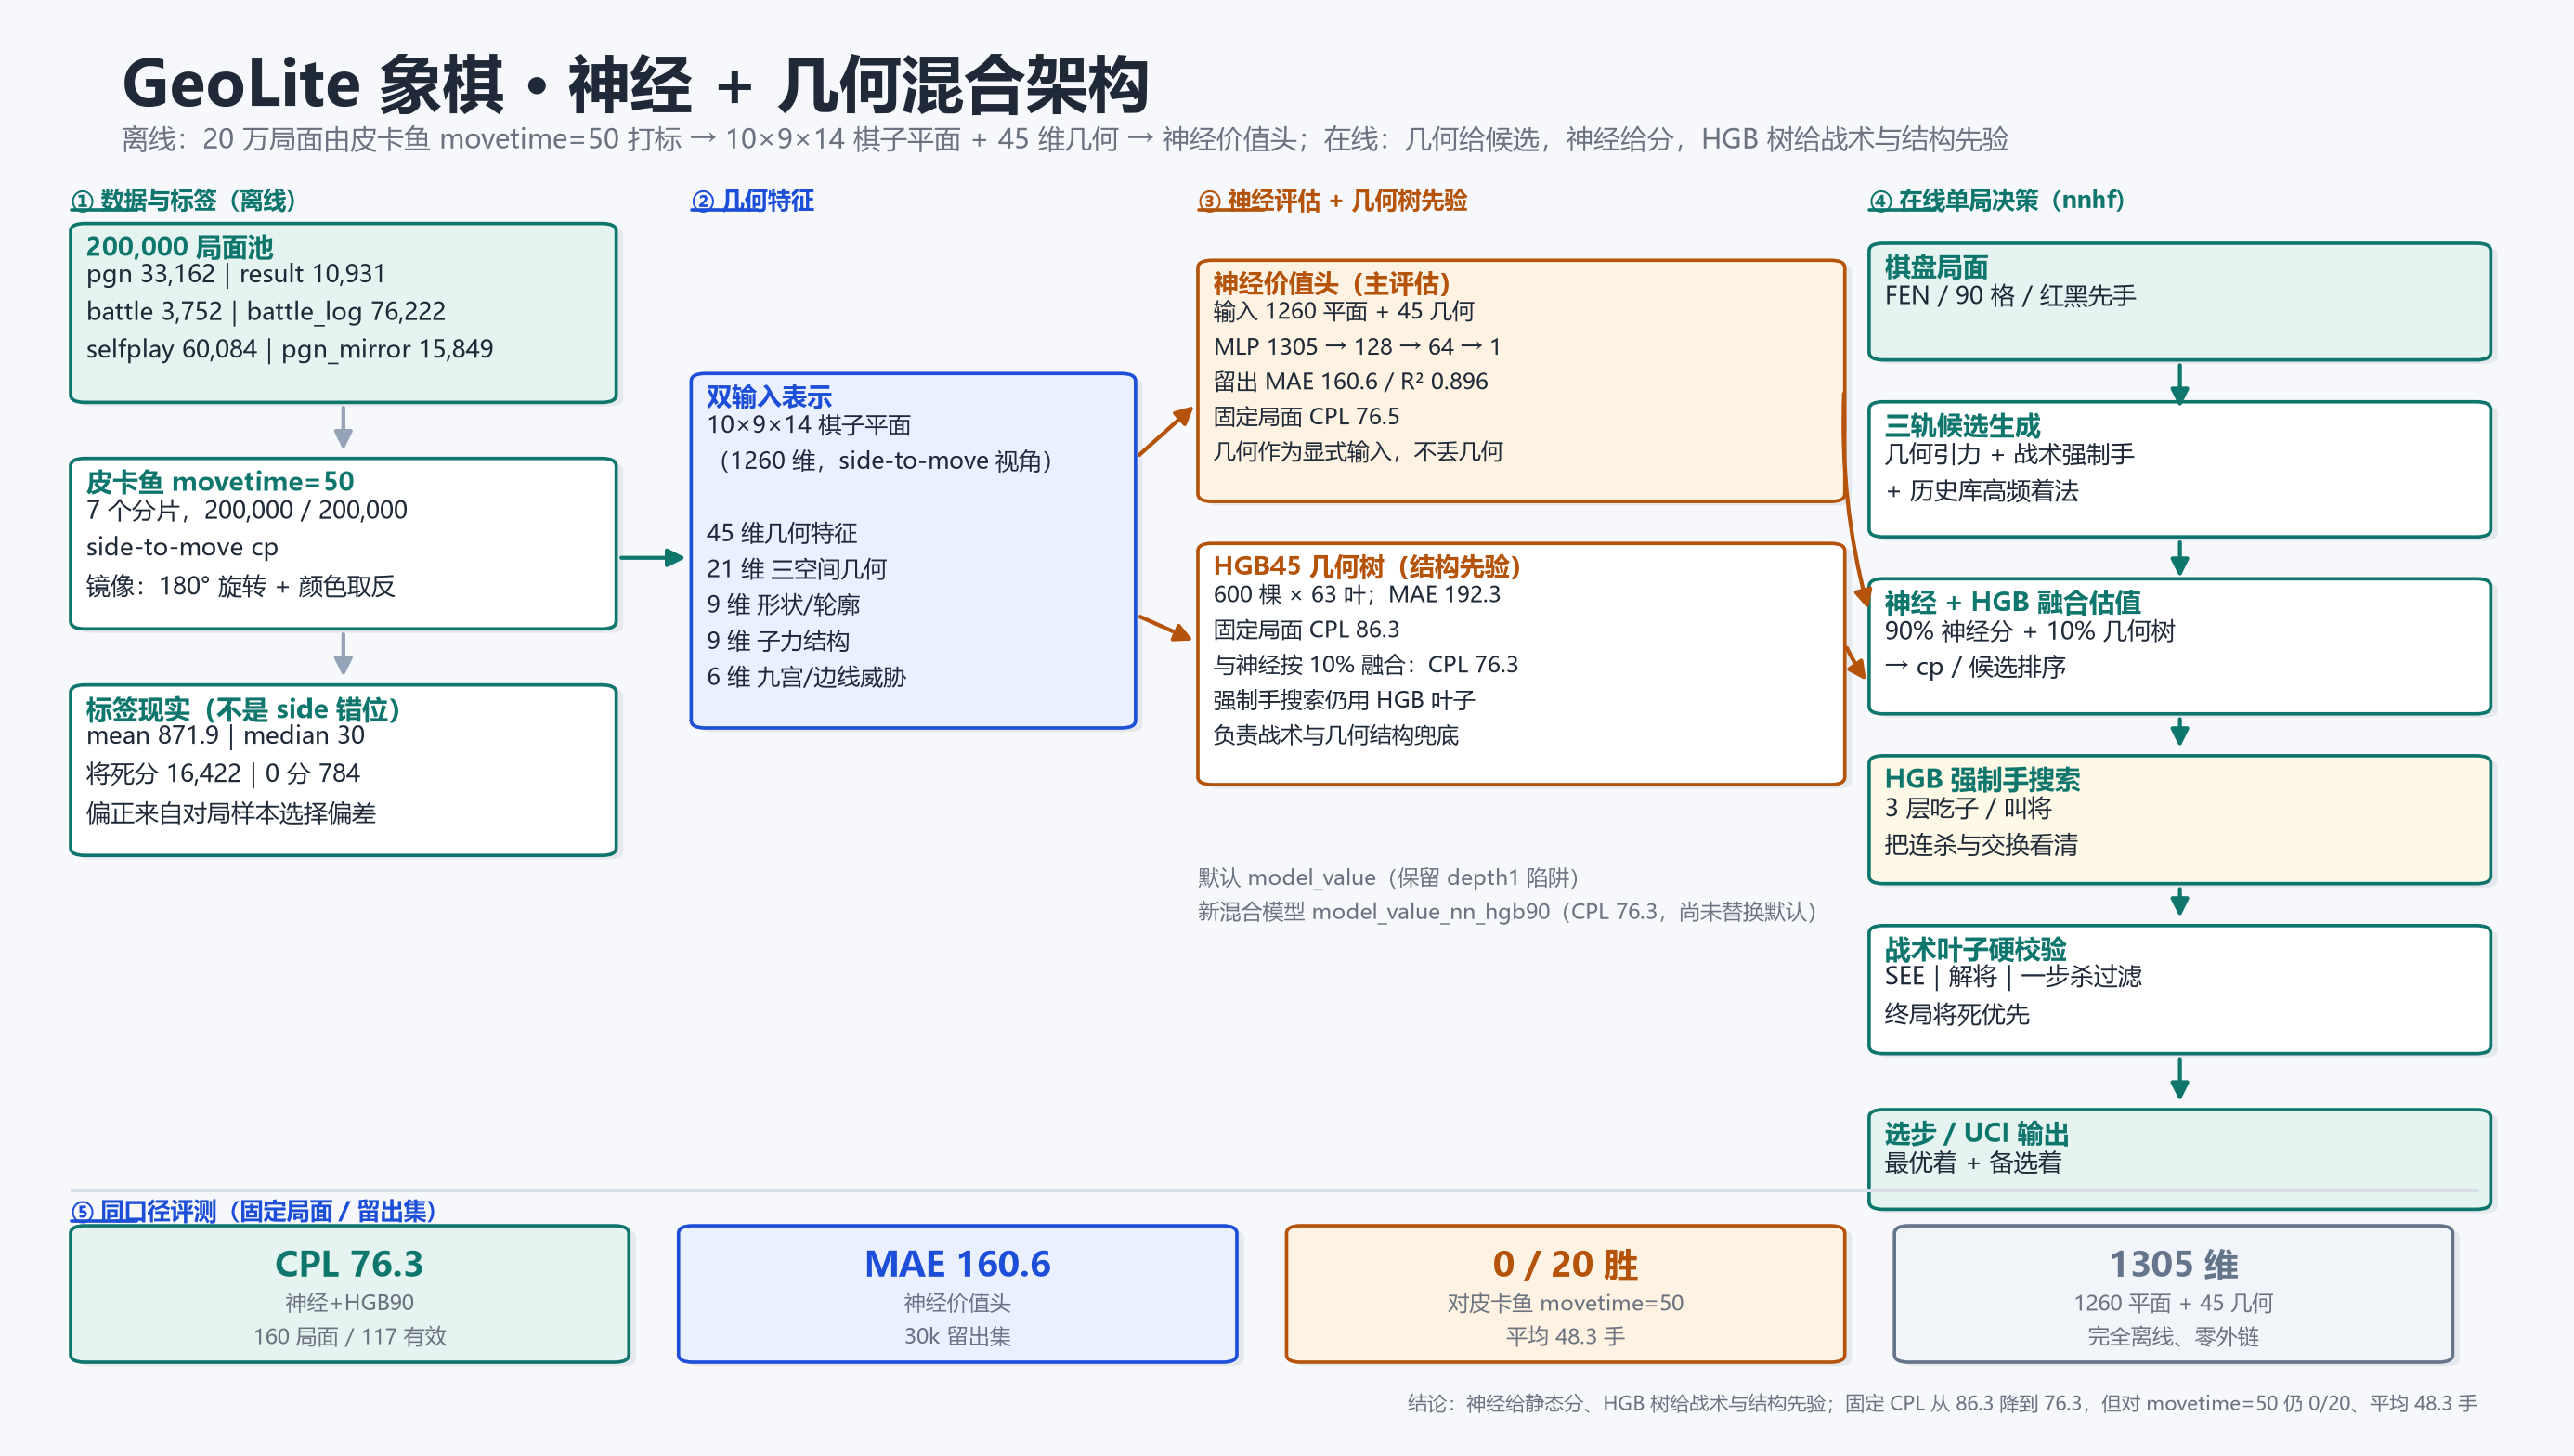 GeoLite 象棋 · 神经 + 几何混合架构
离线：20 万局面由皮卡鱼 movetime=50 打标 → 10×9×14 棋子平面 + 45 维几何 → 神经价值头；在线：几何给候选，神经给分，HGB 树给战术与结构先验
① 数据与标签（离线）
200,000 局面池
pgn 33,162 | result 10,931
battle 3,752 | battle_log 76,222
selfplay 60,084 | pgn_mirror 15,849
皮卡鱼 movetime=50
7 个分片，200,000 / 200,000
side-to-move cp
镜像：180° 旋转 + 颜色取反
标签现实（不是 side 错位）
mean 871.9 | median 30
将死分 16,422 | 0 分 784
偏正来自对局样本选择偏差
② 几何特征
双输入表示
10×9×14 棋子平面
（1260 维，side-to-move 视角）
45 维几何特征
21 维 三空间几何
9 维 形状/轮廓
9 维 子力结构
6 维 九宫/边线威胁
③ 神经评估 + 几何树先验
神经价值头（主评估）
输入 1260 平面 + 45 几何
MLP 1305 → 128 → 64 → 1
留出 MAE 160.6 / R² 0.896
固定局面 CPL 76.5
几何作为显式输入，不丢几何
HGB45 几何树（结构先验）
600 棵 × 63 叶；MAE 192.3
固定局面 CPL 86.3
与神经按 10% 融合：CPL 76.3
强制手搜索仍用 HGB 叶子
负责战术与几何结构兜底
默认 model_value（保留 depth1 陷阱）
新混合模型 model_value_nn_hgb90（CPL 76.3，尚未替换默认）
④ 在线单局决策（nnhf）
棋盘局面
FEN / 90 格 / 红黑先手
三轨候选生成
几何引力 + 战术强制手
+ 历史库高频着法
神经 + HGB 融合估值
90% 神经分 + 10% 几何树
→ cp / 候选排序
HGB 强制手搜索
3 层吃子 / 叫将
把连杀与交换看清
战术叶子硬校验
SEE | 解将 | 一步杀过滤
终局将死优先
选步 / UCI 输出
最优着 + 备选着
⑤ 同口径评测（固定局面 / 留出集）
CPL 76.3
神经+HGB90
160 局面 / 117 有效
MAE 160.6
神经价值头
30k 留出集
0 / 20 胜
对皮卡鱼 movetime=50
平均 48.3 手
1305 维
1260 平面 + 45 几何
完全离线、零外链
结论：神经给静态分、HGB 树给战术与结构先验；固定 CPL 从 86.3 降到 76.3，但对 movetime=50 仍 0/20、平均 48.3 手